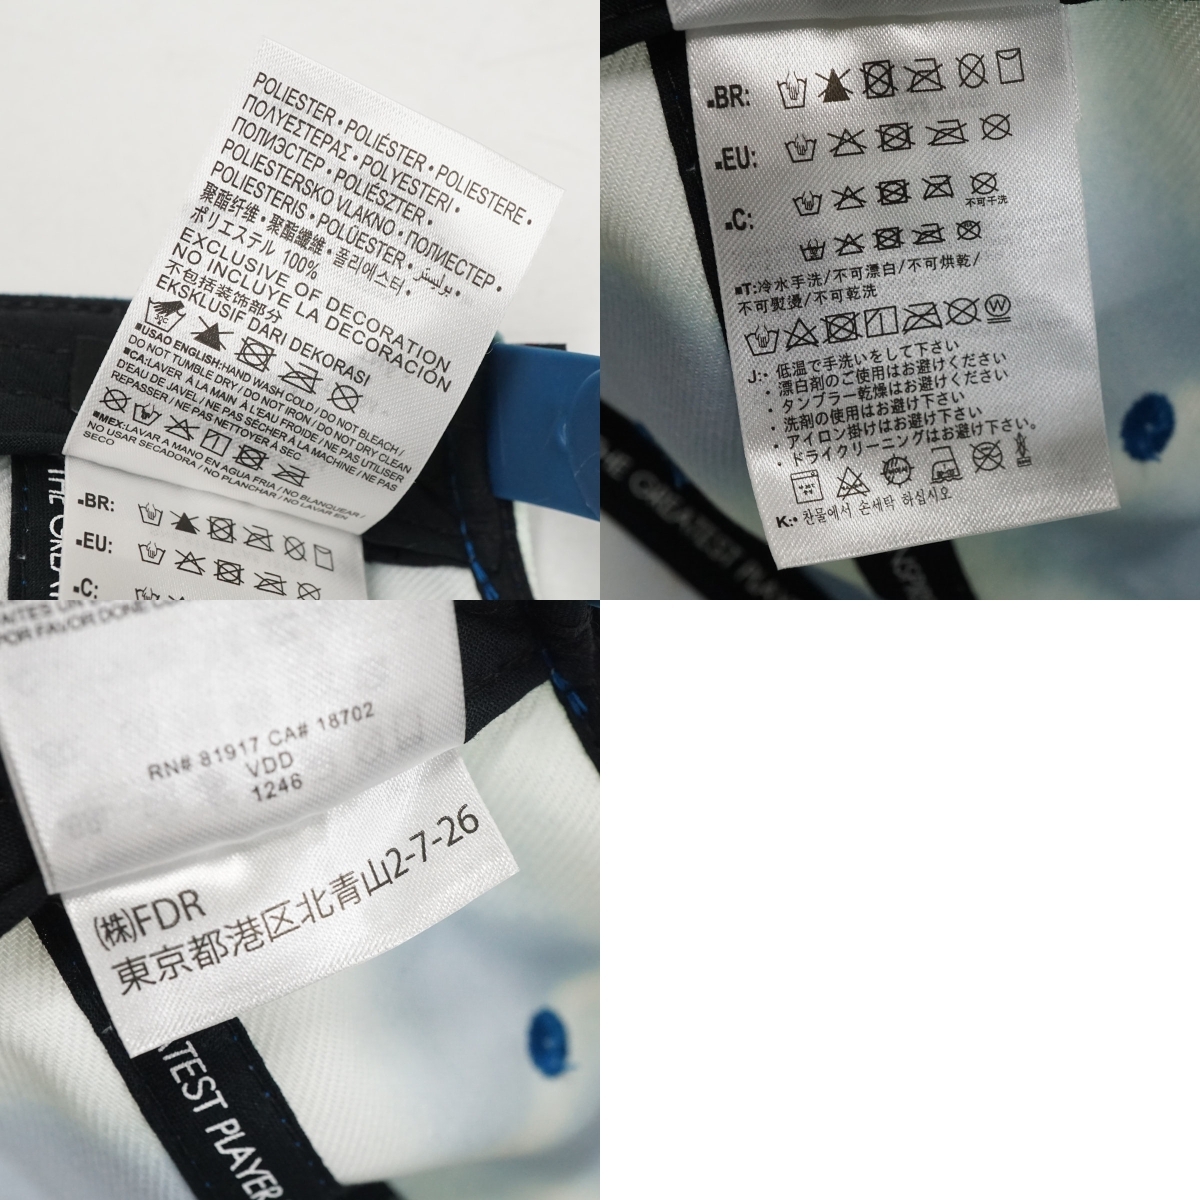 POLIESTER • POLIÉSTER • POLIESTERE •
ΠΟΛΥΕΣΤΕΡΑΣ • POLYESTERI •
ПОЛИЭСТЕР • POLIÉSZTER •
POLIESTERSKO VLAKNO • ПОЛИЕСТЕР •
POLIESTERIS • POLÜESTER • بوليستر •
聚酯纤维 • 聚酯纖維 • 폴리에스터 •
ポリエステル 100%
EXCLUSIVE OF DECORATION
NO INCLUYE LA DECORACIÓN
不包括装饰部分
EKSKLUSIF DARI DEKORASI
▪USAO ENGLISH:HAND WASH COLD / DO NOT BLEACH /
DO NOT TUMBLE DRY / DO NOT IRON / DO NOT DRY CLEAN
▪CA:LAVER À LA MAIN À L'EAU FROIDE / NE PAS UTILISER
D'EAU DE JAVEL / NE PAS SÉCHER À LA MACHINE / NE PAS
REPASSER / NE PAS NETTOYER À SEC
▪MEX:LAVAR A MANO EN AGUA FRIA / NO BLANQUEAR /
NO USAR SECADORA / NO PLANCHAR / NO LAVAR EN
SECO
▪BR:
▪EU:
▪C:
THE GREA
▪BR:
▪EU:
▪C:
不可干洗
▪T:冷水手洗/不可漂白/不可烘乾/
不可熨燙/不可乾洗
W
J:• 低温で手洗いをして下さい
• 漂白剤のご使用はお避けください
• タンブラー乾燥はお避けください
• 洗剤の使用はお避け下さい
• アイロン掛けはお避け下さい
• ドライクリーニングはお避け下さい。
K:• 찬물에서 손세탁 하십시오
THE GREATEST PLA
POR FAVOR DONE
RN# 81917 CA# 18702
VDD
1246
㈱FDR
東京都港区北青山2-7-26
ATEST PLAYER